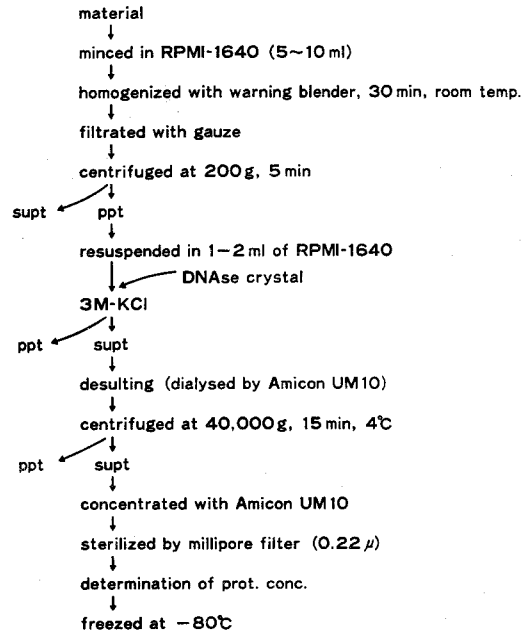 material
minced in RPMI-1640 (5~10 ml)
homogenized with warning blender, 30 min, room temp.
filtrated with gauze
centrifuged at 200 g, 5 min
supt ppt
resuspended in 1-2 ml of RPMI-1640
DNAse crystal
3M-KCl
ppt supt
desulting (dialysed by Amicon UM10)
centrifuged at 40,000 g, 15 min, 4℃
ppt supt
concentrated with Amicon UM10
sterilized by millipore filter (0.22 μ)
determination of prot. conc.
freezed at -80℃